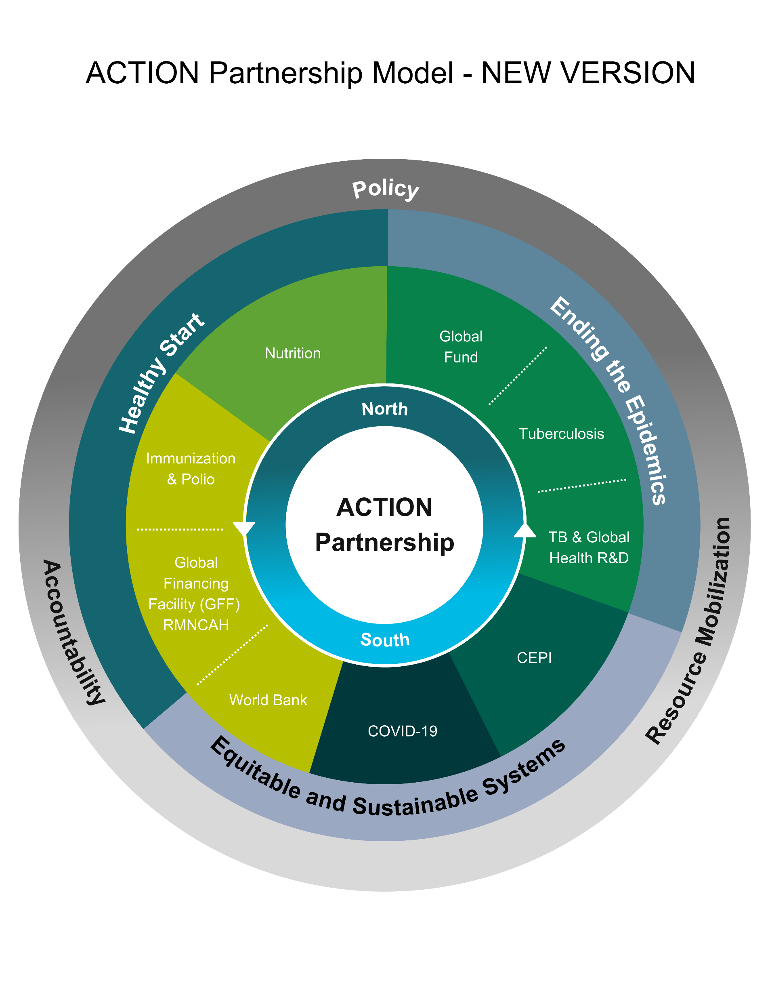 ACTION Partnership Model - NEW VERSION
Policy
Healthy Start
Ending the Epidemics
Nutrition
Global
Fund
Tuberculosis
Immunization
& Polio
North
ACTION
Partnership
TB & Global
Health R&D
Global
Financing
Facility (GFF)
RMNCAH
South
CEPI
World Bank
COVID-19
Accountability
Resource Mobilization
Equitable and Sustainable Systems